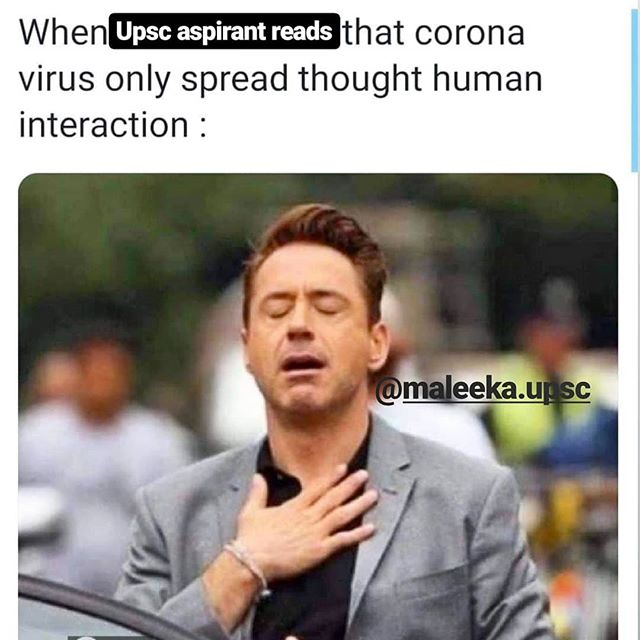 When Upsc aspirant reads that corona
virus only spread thought human
interaction :
@maleeka.upsc